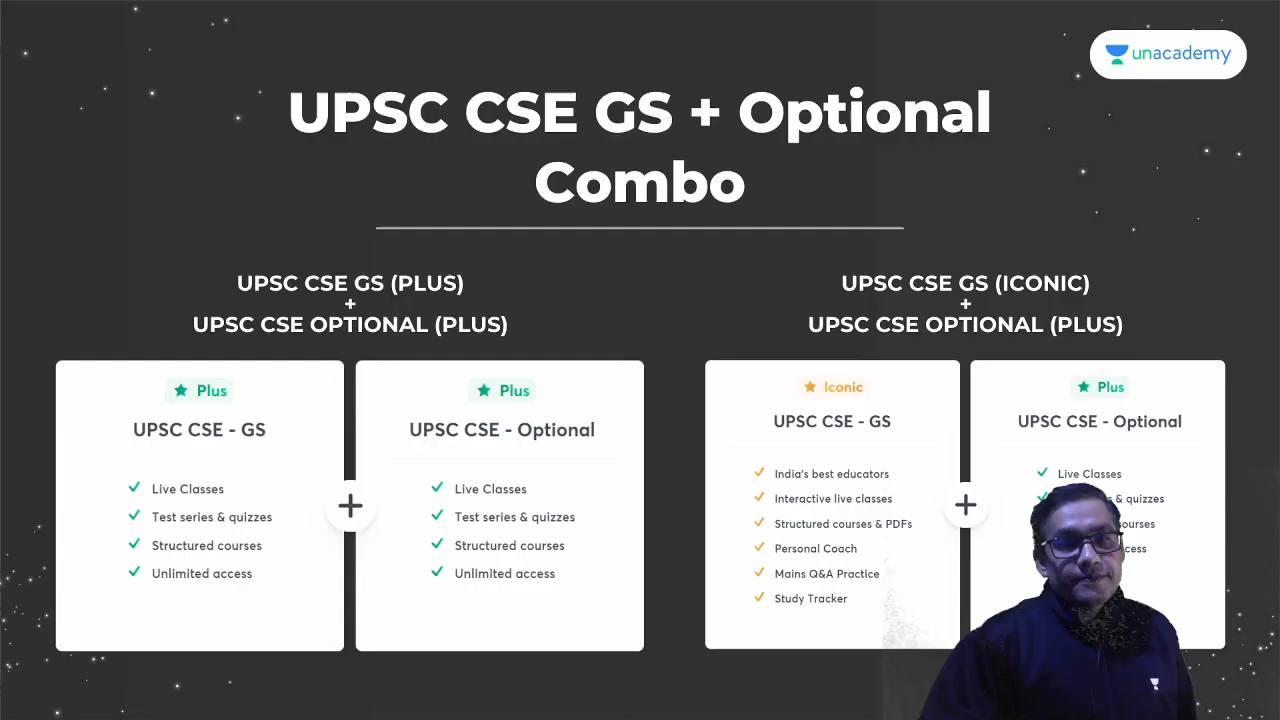 unacademy
UPSC CSE GS + Optional
Combo
UPSC CSE GS (PLUS)
+
UPSC CSE OPTIONAL (PLUS)
Plus
UPSC CSE - GS
Live Classes
Test series & quizzes
Structured courses
Unlimited access
+
Plus
UPSC CSE - Optional
Live Classes
Test series & quizzes
Structured courses
Unlimited access
UPSC CSE GS (ICONIC)
+
UPSC CSE OPTIONAL (PLUS)
Iconic
UPSC CSE - GS
India's best educators
Interactive live classes
Structured courses & PDFs
Personal Coach
Mains Q&A Practice
Study Tracker
+
Plus
UPSC CSE - Optional
Live Classes
& quizzes